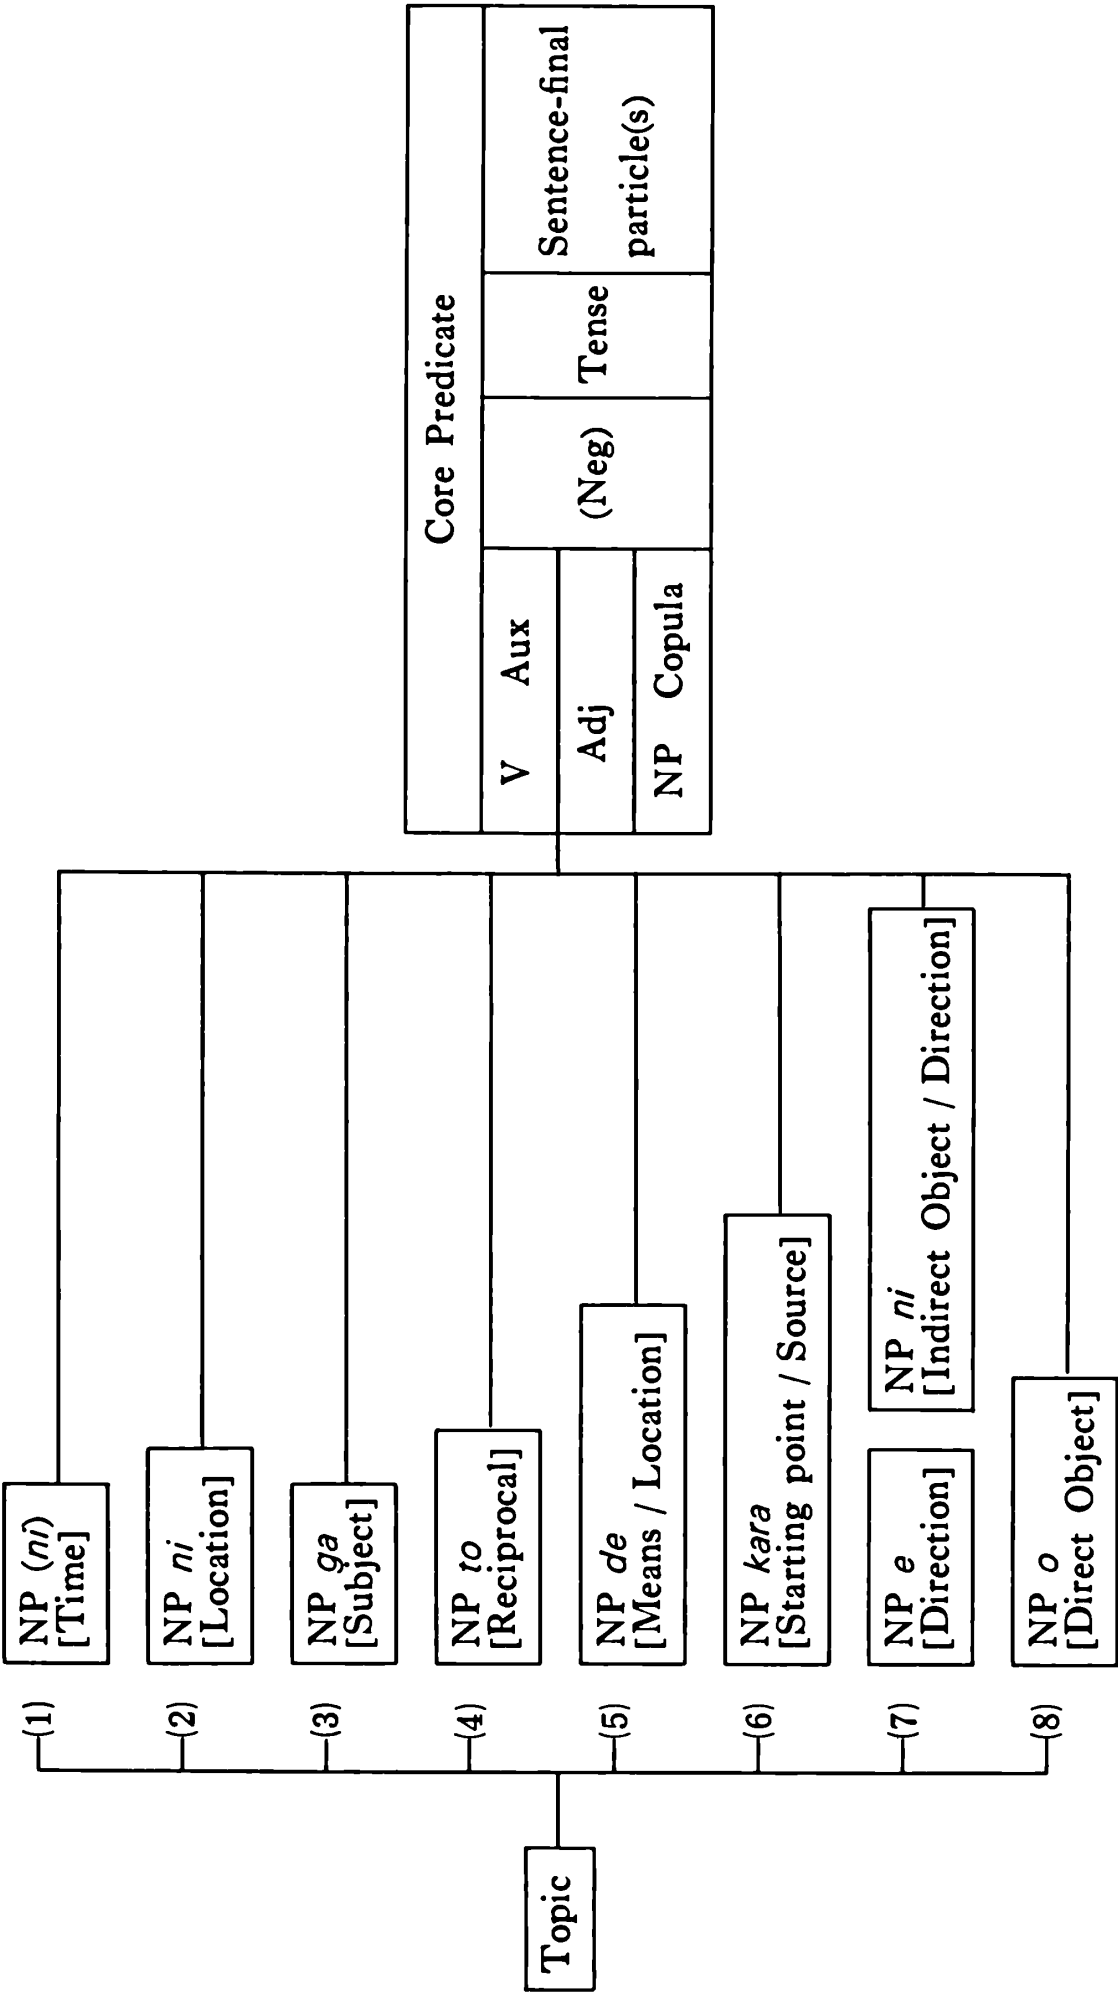 Topic
(1)
NP (ni)
[Time]
(2)
NP ni
[Location]
(3)
NP ga
[Subject]
(4)
NP to
[Reciprocal]
(5)
NP de
[Means / Location]
(6)
NP kara
[Starting point / Source]
(7)
NP e
[Direction]
NP ni
[Indirect Object / Direction]
(8)
NP o
[Direct Object]
Core Predicate
V Aux
Adj
NP Copula
(Neg)
Tense
Sentence-final
particle(s)